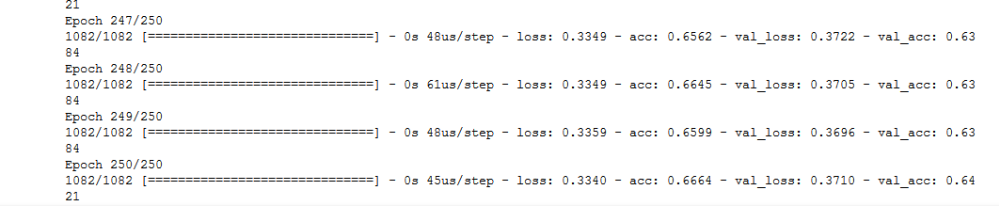 21
Epoch 247/250
1082/1082 [==============================] - 0s 48us/step - loss: 0.3349 - acc: 0.6562 - val_loss: 0.3722 - val_acc: 0.63
84
Epoch 248/250
1082/1082 [==============================] - 0s 61us/step - loss: 0.3349 - acc: 0.6645 - val_loss: 0.3705 - val_acc: 0.63
84
Epoch 249/250
1082/1082 [==============================] - 0s 48us/step - loss: 0.3359 - acc: 0.6599 - val_loss: 0.3696 - val_acc: 0.63
84
Epoch 250/250
1082/1082 [==============================] - 0s 45us/step - loss: 0.3340 - acc: 0.6664 - val_loss: 0.3710 - val_acc: 0.64
21